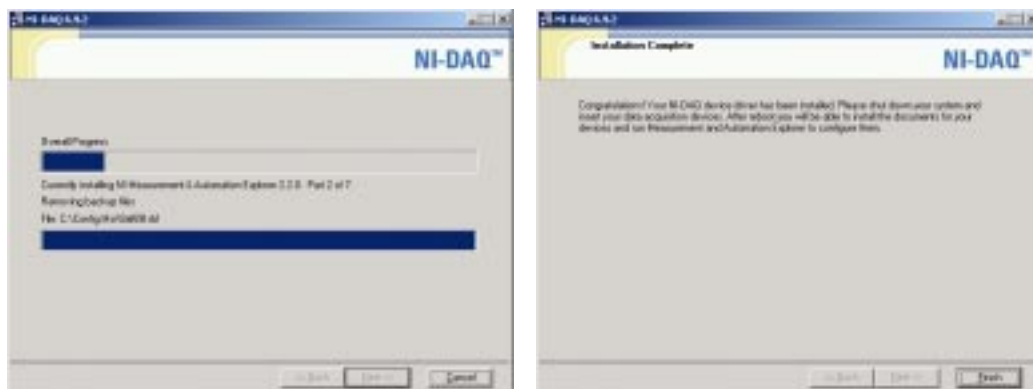 NI-DAQ 6.9.2
NI-DAQ™
Overall Progress
Currently installing NI Measurement & Automation Explorer 2.2.0 Part 2 of 7
Removing backup files
File: C:\Config.Msi\
Cancel
NI-DAQ 6.9.2
Installation Complete
NI-DAQ™
Congratulations! Your NI-DAQ device driver has been installed. Please shut down your system and
insert your data acquisition devices. After reboot you will be able to install the documents for your
devices and run Measurement and Automation Explorer to configure them.
<< Back
Finish